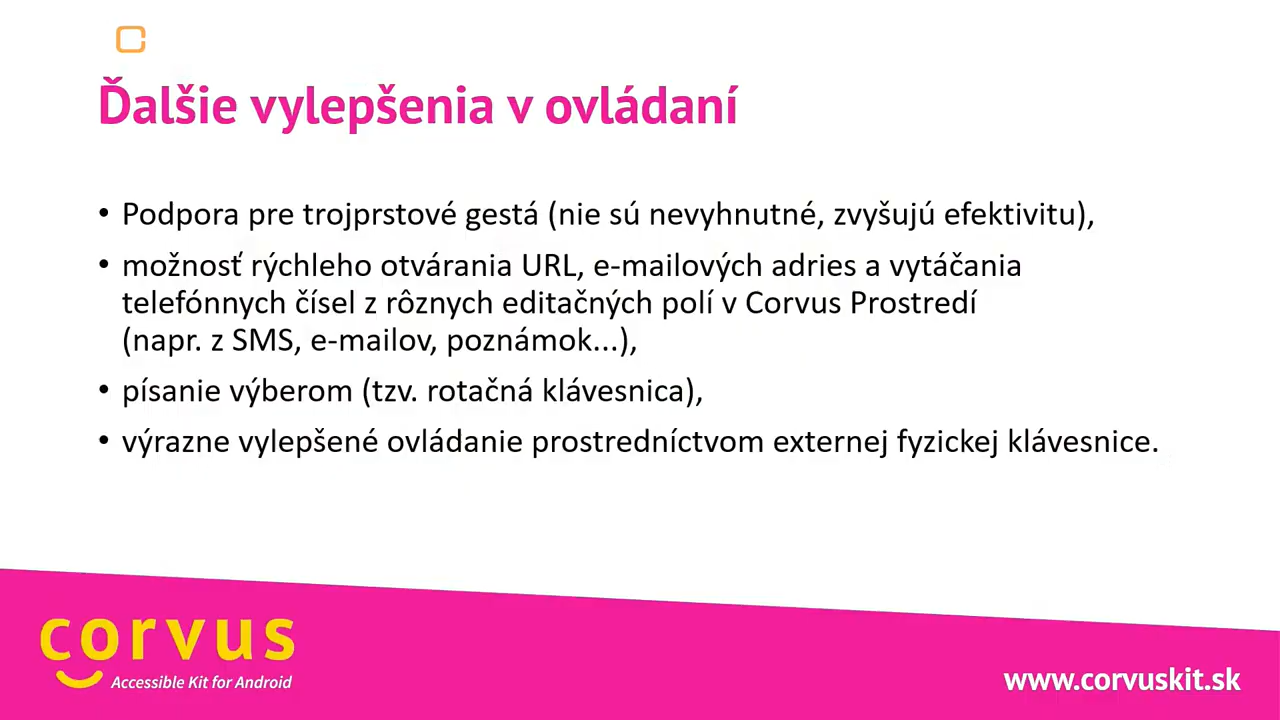 Ďalšie vylepšenia v ovládaní
• Podpora pre trojprstové gestá (nie sú nevyhnutné, zvyšujú efektivitu),
• možnosť rýchleho otvárania URL, e-mailových adries a vytáčania
telefónnych čísel z rôznych editačných polí v Corvus Prostredí
(napr. z SMS, e-mailov, poznámok...),
• písanie výberom (tzv. rotačná klávesnica),
• výrazne vylepšené ovládanie prostredníctvom externej fyzickej klávesnice.
corvus
Accessible Kit for Android
www.corvuskit.sk